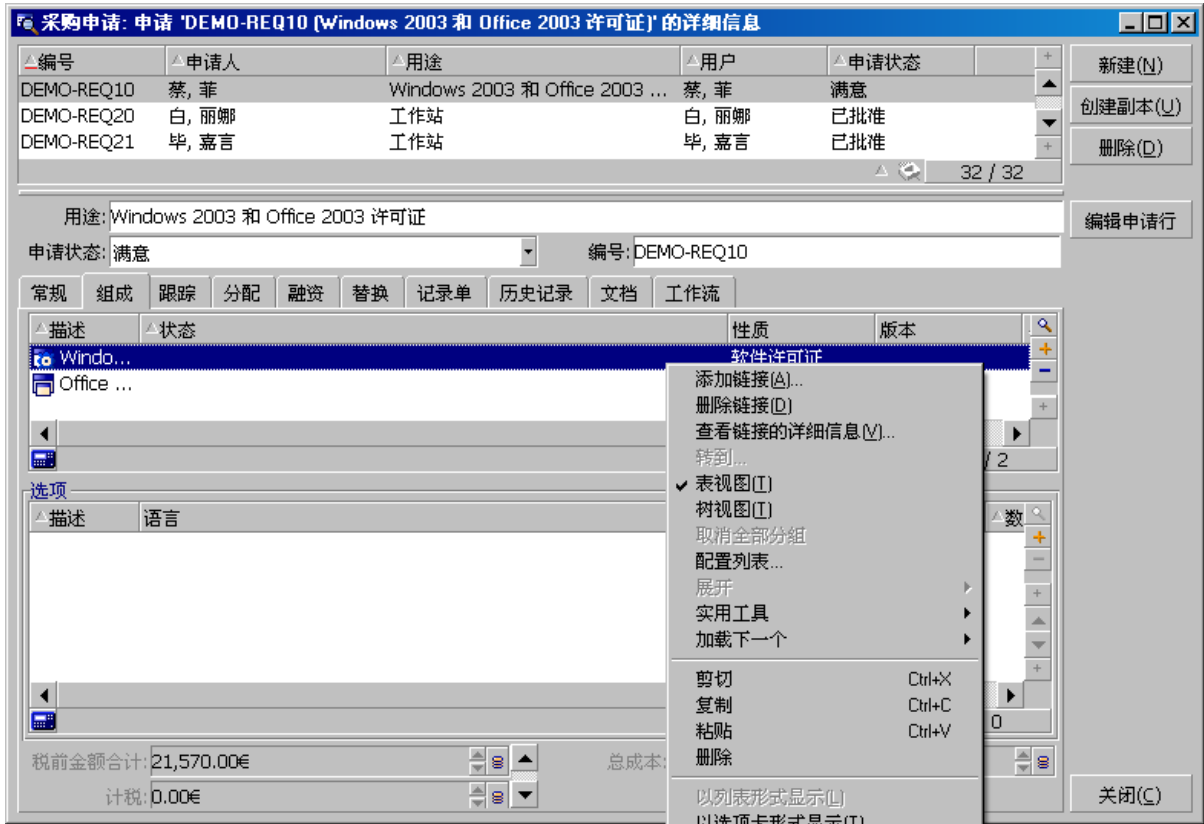 采购申请: 申请 'DEMO-REQ10 (Windows 2003 和 Office 2003 许可证)' 的详细信息
编号 申请人 用途 用户 申请状态
DEMO-REQ10 蔡, 菲 Windows 2003 和 Office 2003 ... 蔡, 菲 满意
DEMO-REQ20 白, 丽娜 工作站 白, 丽娜 已批准
DEMO-REQ21 毕, 嘉言 工作站 毕, 嘉言 已批准
32 / 32
新建(N)
创建副本(U)
删除(D)
编辑申请行
用途: Windows 2003 和 Office 2003 许可证
申请状态: 满意 编号: DEMO-REQ10
常规 组成 跟踪 分配 融资 替换 记录单 历史记录 文档 工作流
描述 状态 性质 版本
Windo... 软件许可证
Office ...
/ 2
选项
描述 语言 数
0
添加链接(A)...
删除链接(D)
查看链接的详细信息(V)...
转到...
表视图(T)
树视图(T)
取消全部分组
配置列表...
展开
实用工具
加载下一个
剪切 Ctrl+X
复制 Ctrl+C
粘贴 Ctrl+V
删除
以列表形式显示(L)
以选项卡形式显示(T)
税前金额合计: 21,570.00€ 总成本:
计税: 0.00€
关闭(C)